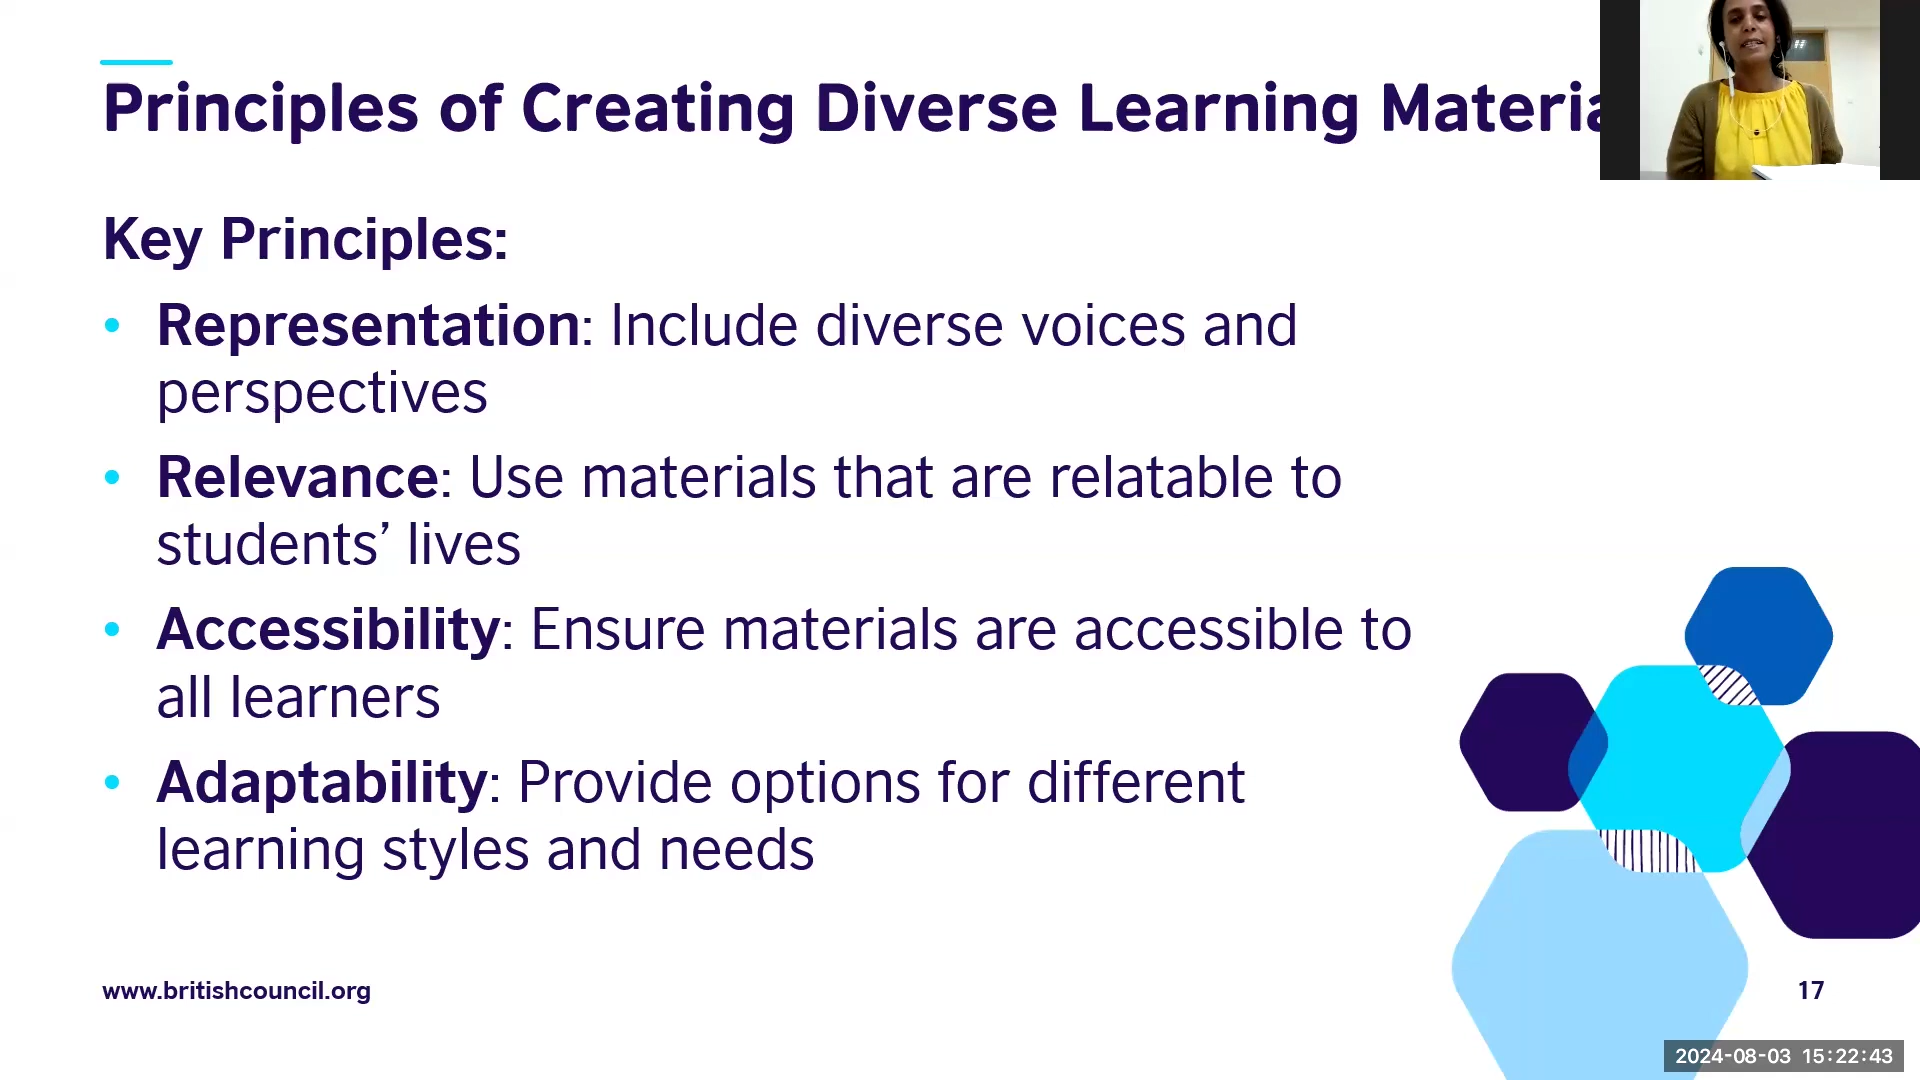 Principles of Creating Diverse Learning Materia
Key Principles:
• Representation: Include diverse voices and
perspectives
• Relevance: Use materials that are relatable to
students’ lives
• Accessibility: Ensure materials are accessible to
all learners
• Adaptability: Provide options for different
learning styles and needs
www.britishcouncil.org
17
2024-08-03 15:22:43